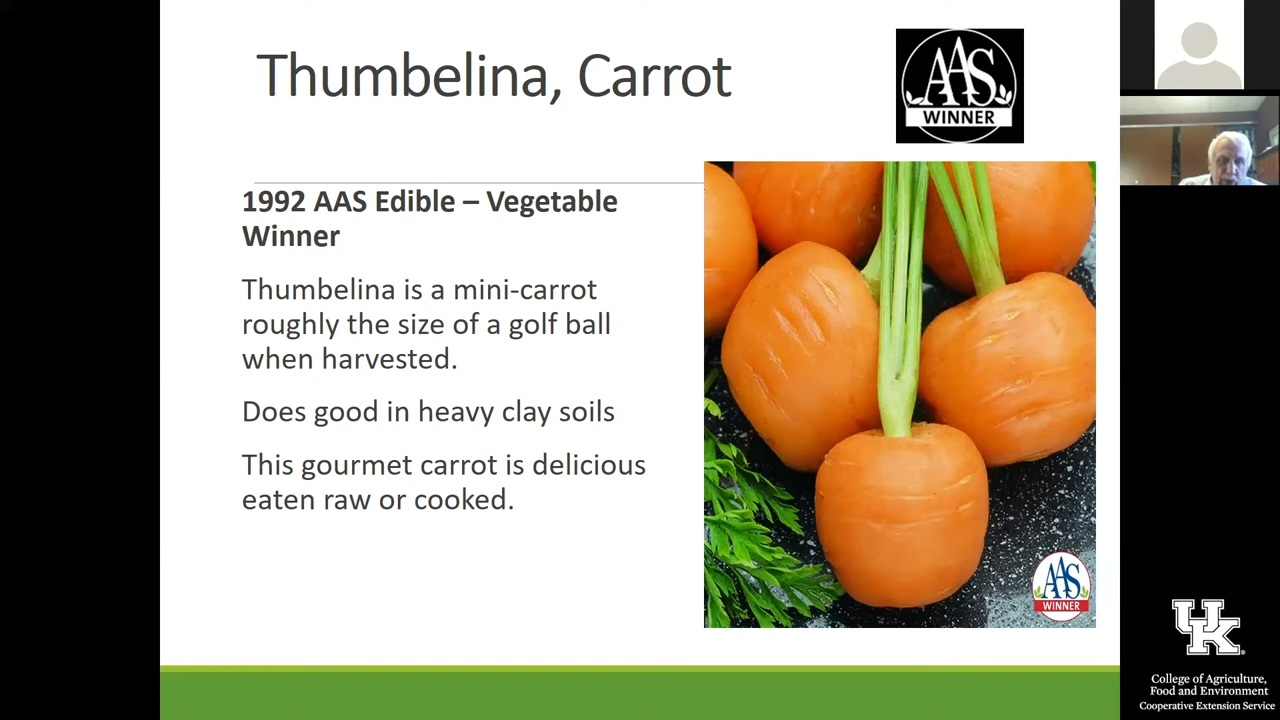 Thumbelina, Carrot
AAS
WINNER
1992 AAS Edible – Vegetable
Winner
Thumbelina is a mini-carrot
roughly the size of a golf ball
when harvested.
Does good in heavy clay soils
This gourmet carrot is delicious
eaten raw or cooked.
AAS
WINNER
UK
College of Agriculture,
Food and Environment
Cooperative Extension Service